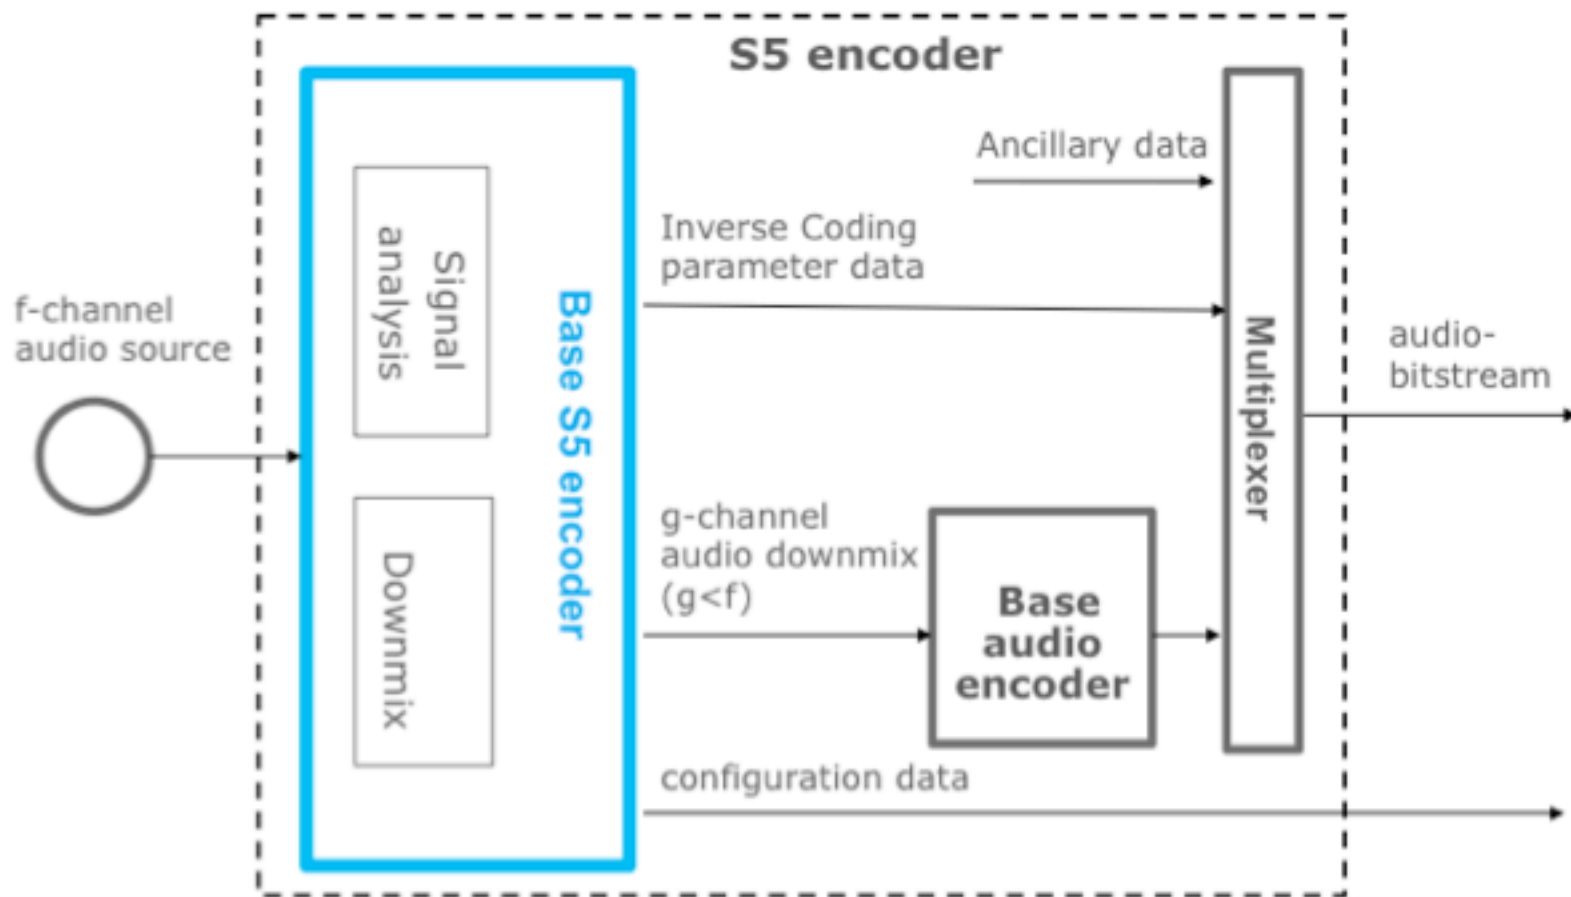 S5 encoder
f-channel
audio source
Signal
analysis
Downmix
Base S5 encoder
Ancillary data
Inverse Coding
parameter data
g-channel
audio downmix
(g<f)
Base
audio
encoder
configuration data
Multiplexer
audio-
bitstream